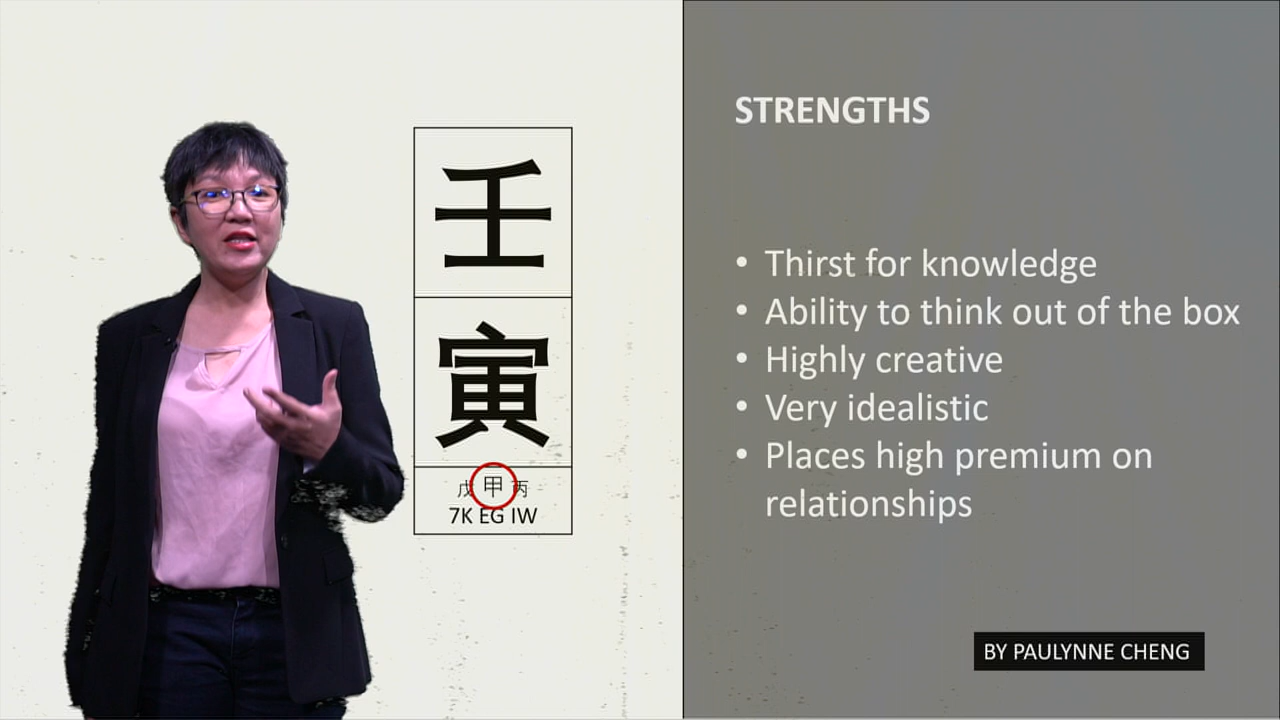 壬
寅
戊 甲 丙
7K EG IW
STRENGTHS
• Thirst for knowledge
• Ability to think out of the box
• Highly creative
• Very idealistic
• Places high premium on
relationships
BY PAULYNNE CHENG